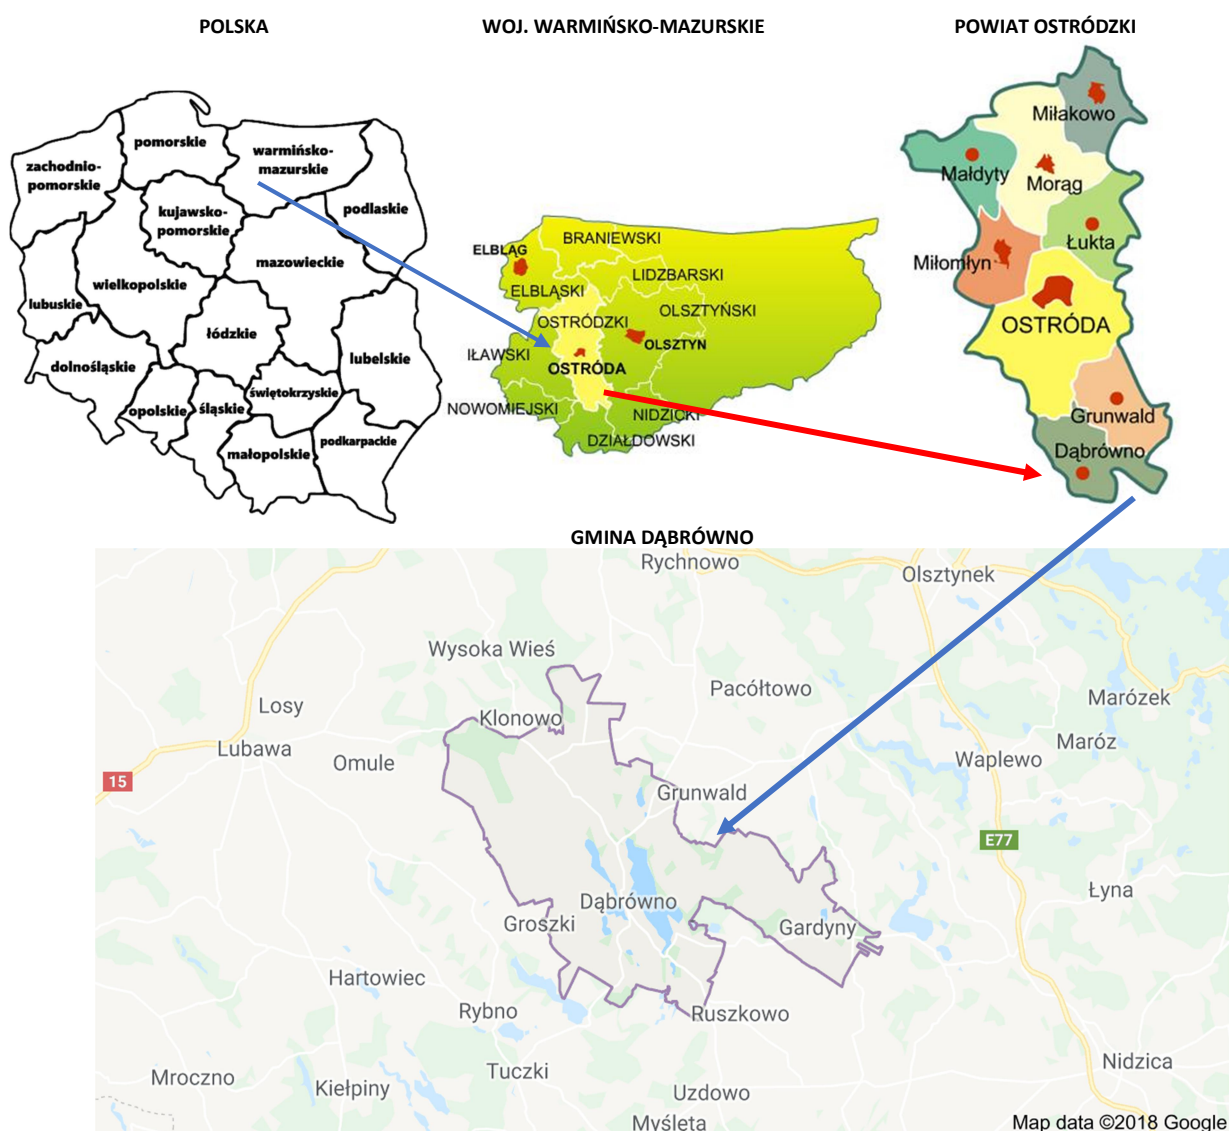 POLSKA
WOJ. WARMIŃSKO-MAZURSKIE
POWIAT OSTRÓDZKI
pomorskie
warmińsko-
mazurskie
zachodnio-
pomorskie
podlaskie
kujawsko-
pomorskie
mazowieckie
wielkopolskie
lubuskie
łódzkie
lubelskie
dolnośląskie
opolskie
śląskie
świętokrzyskie
małopolskie
podkarpackie
BRANIEWSKI
ELBLĄG
LIDZBARSKI
ELBLĄSKI
OLSZTYŃSKI
OSTRÓDZKI
OLSZTYN
IŁAWSKI
OSTRÓDA
NOWOMIEJSKI
NIDZICKI
DZIAŁDOWSKI
Miłakowo
Małdyty
Morąg
Łukta
Miłomłyn
OSTRÓDA
Grunwald
Dąbrówno
GMINA DĄBRÓWNO
Rychnowo
Olsztynek
Wysoka Wieś
Pacółtowo
Marózek
Losy
Klonowo
Lubawa
Omule
Maróz
Waplewo
15
Grunwald
E77
Łyna
Dąbrówno
Groszki
Gardyny
Hartowiec
Rybno
Ruszkowo
Nidzica
Mroczno
Kiełpiny
Tuczki
Uzdowo
Myślęta
Map data ©2018 Google